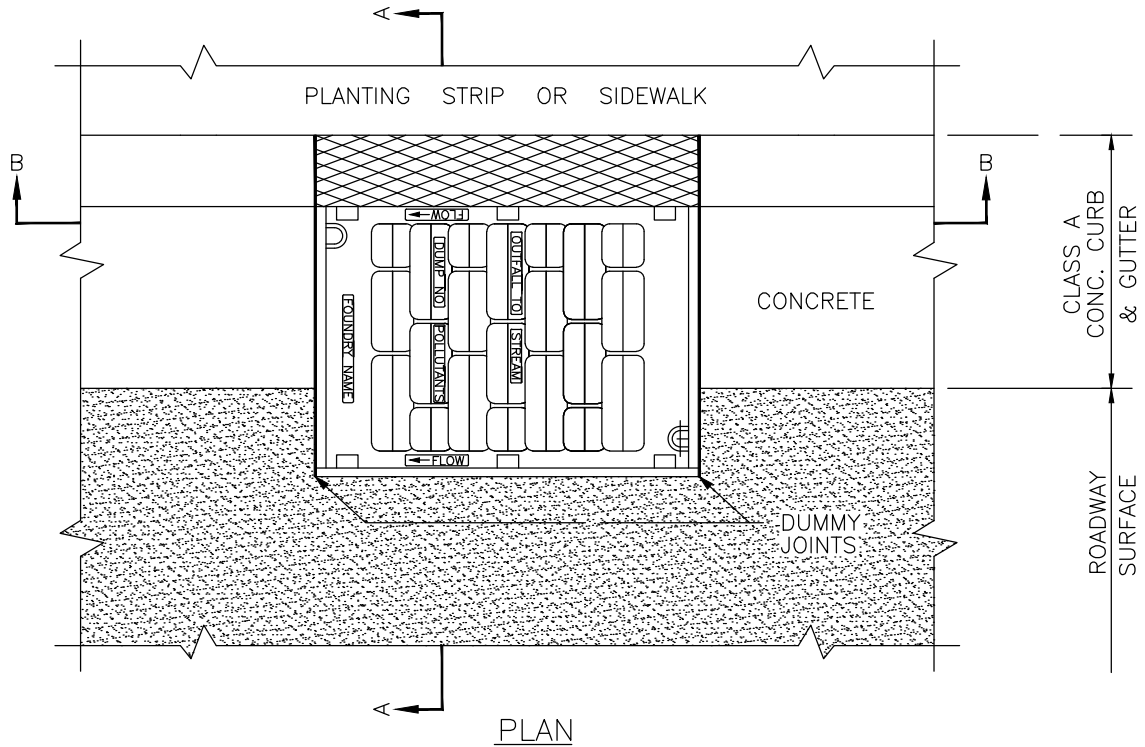 A
PLANTING STRIP OR SIDEWALK
B
B
FLOW
DUMP NO
POLLUTANTS
OUTFALL TO
STREAM
FOUNDRY NAME
FLOW
CONCRETE
CLASS A
CONC. CURB
& GUTTER
DUMMY
JOINTS
ROADWAY
SURFACE
A
PLAN